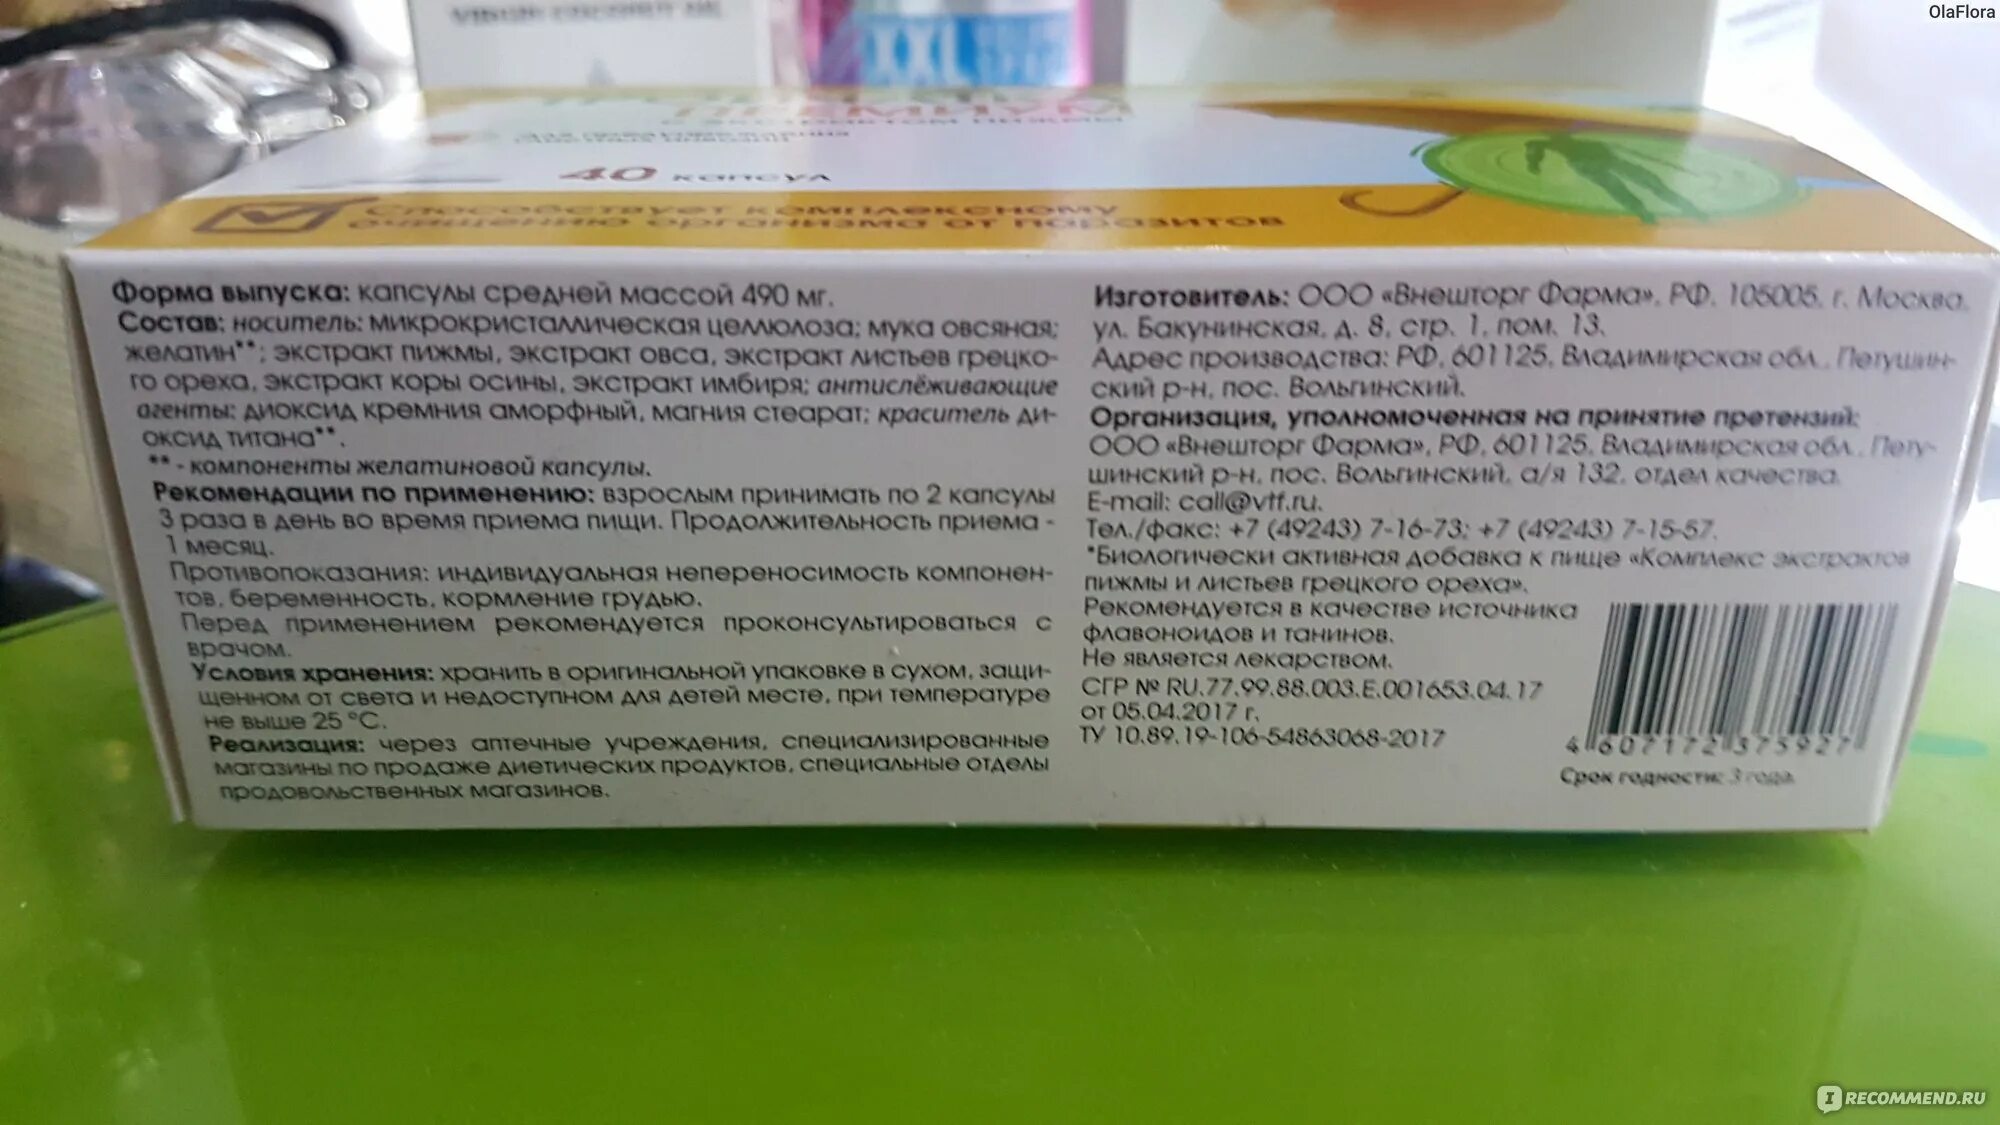 OlaFlora
VIRGIN COCONUT OIL
XXL
ПРЕМИУМ
с экстрактом пижмы
40 капсул
Способствует комплексному
очищению организма от паразитов
Форма выпуска: капсулы средней массой 490 мг.
Состав: носитель: микрокристаллическая целлюлоза; мука овсяная;
желатин**; экстракт пижмы, экстракт овса, экстракт листьев грецко-
го ореха, экстракт коры осины, экстракт имбиря; антислёживающие
агенты: диоксид кремния аморфный, магния стеарат; краситель ди-
оксид титана**.
** - компоненты желатиновой капсулы.
Рекомендации по применению: взрослым принимать по 2 капсулы
3 раза в день во время приема пищи. Продолжительность приема -
1 месяц.
Противопоказания: индивидуальная непереносимость компонен-
тов, беременность, кормление грудью.
Перед применением рекомендуется проконсультироваться с
врачом.
Условия хранения: хранить в оригинальной упаковке в сухом, защи-
щенном от света и недоступном для детей месте, при температуре
не выше 25 °C.
Реализация: через аптечные учреждения, специализированные
магазины по продаже диетических продуктов, специальные отделы
продовольственных магазинов.
Изготовитель: ООО «Внешторг Фарма», РФ, 105005, г. Москва,
ул. Бакунинская, д. 8, стр. 1, пом. 13.
Адрес производства: РФ, 601125, Владимирская обл., Петушин-
ский р-н, пос. Вольгинский.
Организация, уполномоченная на принятие претензий:
ООО «Внешторг Фарма», РФ, 601125, Владимирская обл., Пету-
шинский р-н, пос. Вольгинский, а/я 132, отдел качества.
E-mail: call@vtf.ru.
Тел./факс: +7 (49243) 7-16-73; +7 (49243) 7-15-57.
*Биологически активная добавка к пище «Комплекс экстрактов
пижмы и листьев грецкого ореха».
Рекомендуется в качестве источника
флавоноидов и танинов.
Не является лекарством.
СГР № RU.77.99.88.003.Е.001653.04.17
от 05.04.2017 г.
ТУ 10.89.19-106-54863068-2017
4 607172 375927
Срок годности: 3 года.
I RECOMMEND.RU